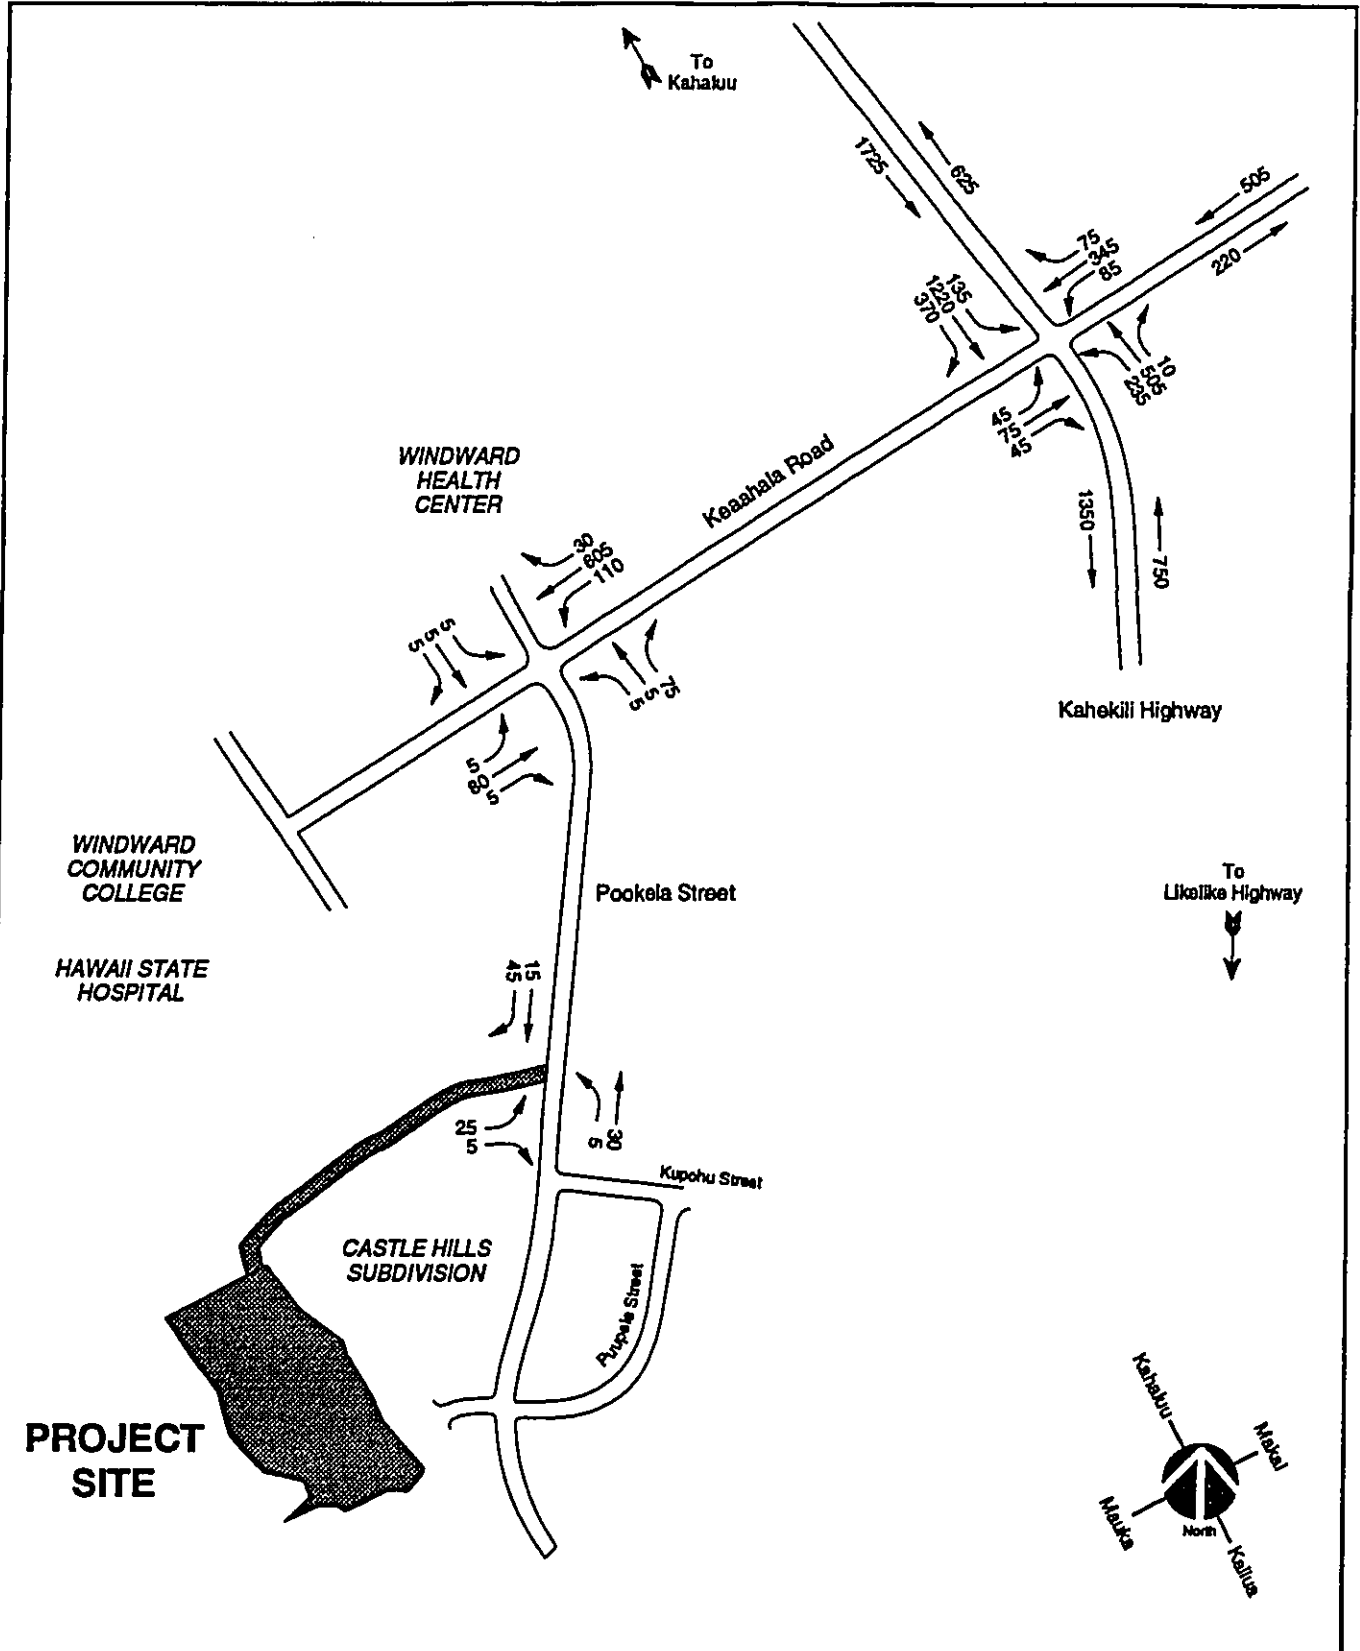 To
Kahaluu
1725
625
505
220
75
345
85
135
1220
370
10
505
235
45
75
45
WINDWARD
HEALTH
CENTER
Keaahala Road
1350
750
30
605
110
5
5
5
75
5
5
5
80
5
Kahekili Highway
WINDWARD
COMMUNITY
COLLEGE
Pookela Street
To
Likelike Highway
HAWAII STATE
HOSPITAL
15
45
25
5
5
30
Kupohu Street
CASTLE HILLS
SUBDIVISION
Puupele Street
PROJECT
SITE
Kahaluu
Makai
Mauka
North
Kailua